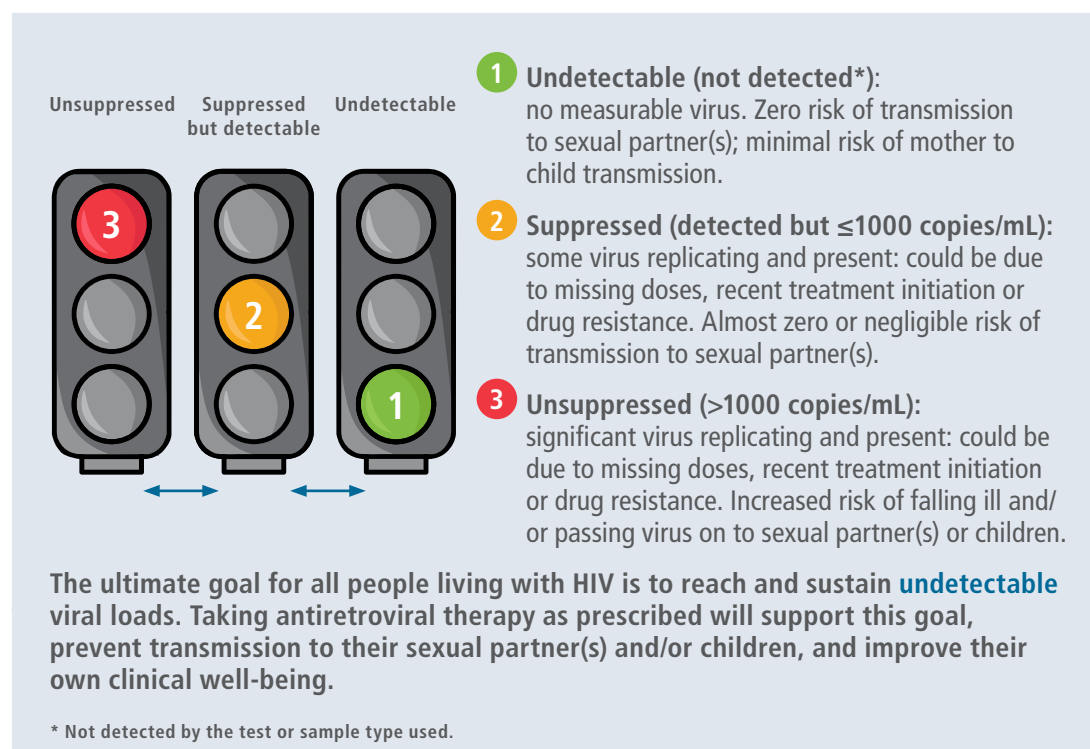 Unsuppressed
Suppressed
but detectable
Undetectable
3
2
1
1 Undetectable (not detected*):
no measurable virus. Zero risk of transmission
to sexual partner(s); minimal risk of mother to
child transmission.
2 Suppressed (detected but ≤1000 copies/mL):
some virus replicating and present: could be due
to missing doses, recent treatment initiation or
drug resistance. Almost zero or negligible risk of
transmission to sexual partner(s).
3 Unsuppressed (>1000 copies/mL):
significant virus replicating and present: could be
due to missing doses, recent treatment initiation
or drug resistance. Increased risk of falling ill and/
or passing virus on to sexual partner(s) or children.
The ultimate goal for all people living with HIV is to reach and sustain undetectable
viral loads. Taking antiretroviral therapy as prescribed will support this goal,
prevent transmission to their sexual partner(s) and/or children, and improve their
own clinical well-being.
* Not detected by the test or sample type used.